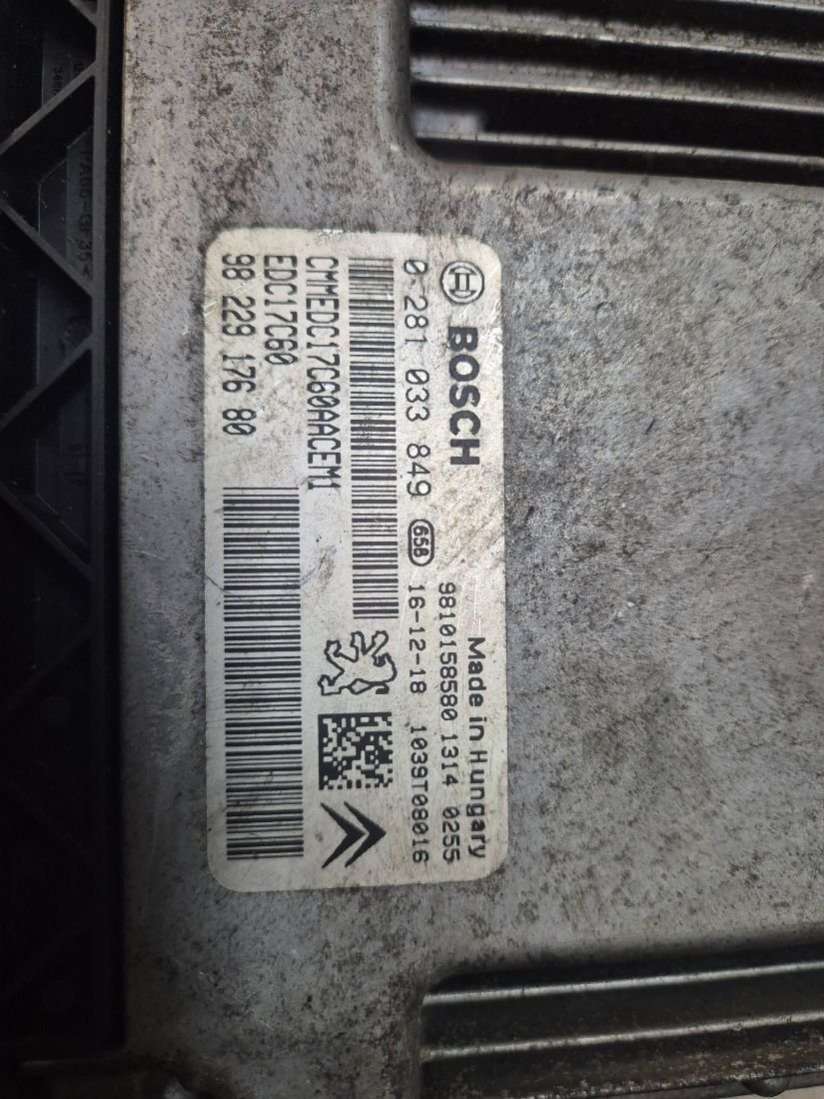 BOSCH
Made in Hungary
9810158580 1314 0255
0 281 033 849 658 16-12-18 1039T08016
CMMEDC17C60AACEM1
EDC17C60
98 229 176 80